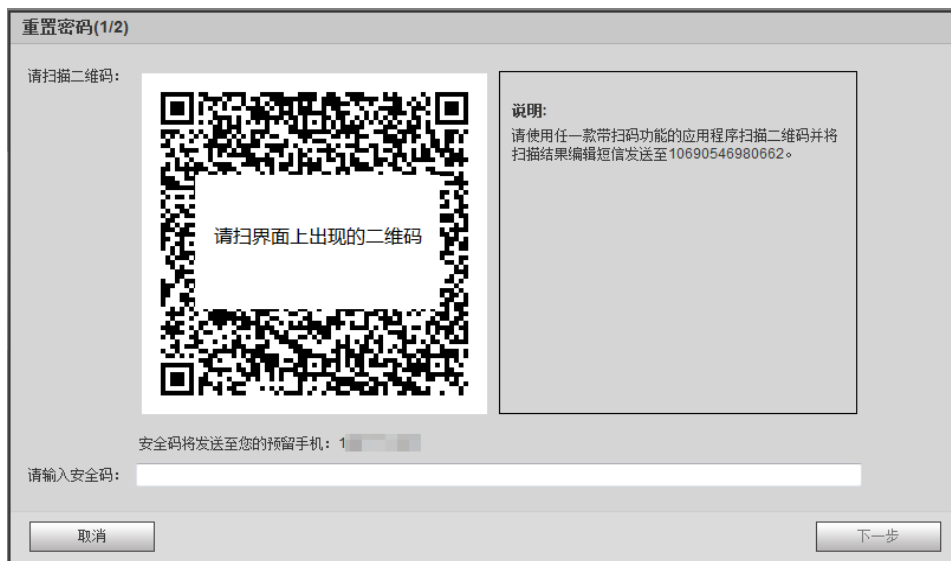 重置密码(1/2)
请扫描二维码：
请扫界面上出现的二维码
说明:
请使用任一款带扫码功能的应用程序扫描二维码并将
扫描结果编辑短信发送至10690546980662。
安全码将发送至您的预留手机：1
请输入安全码：
取消
下一步